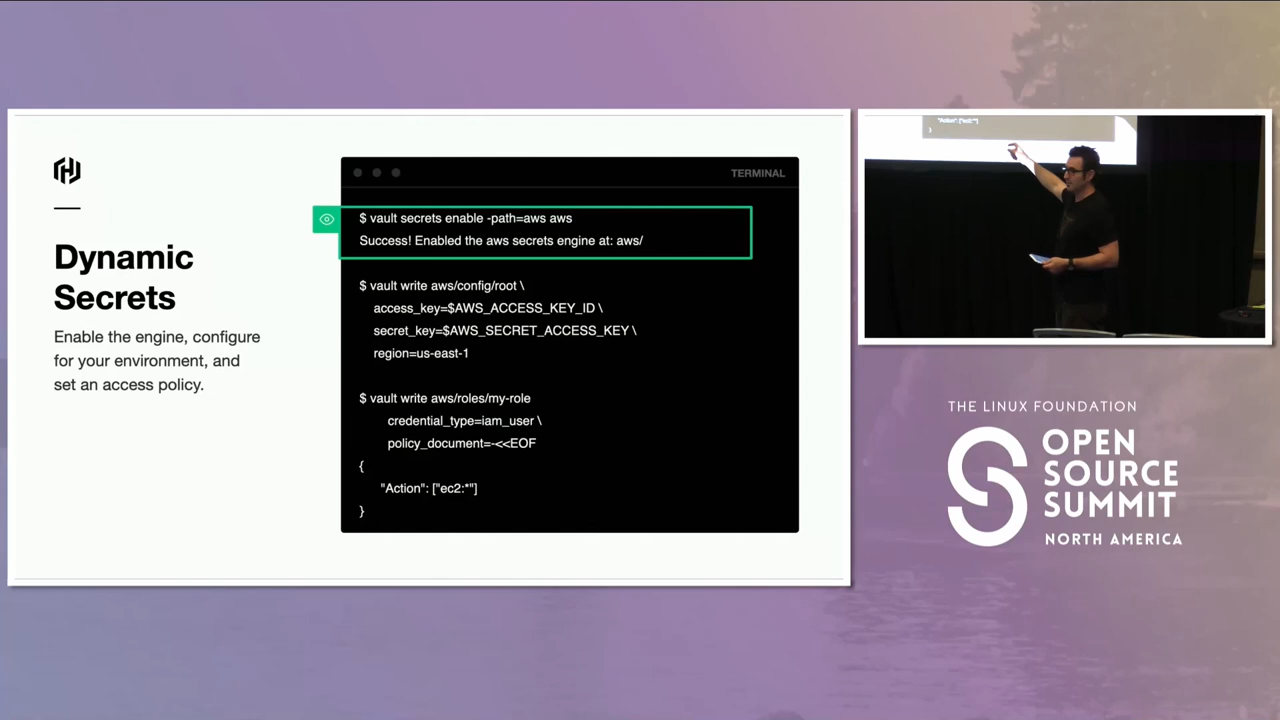 Dynamic
Secrets
Enable the engine, configure
for your environment, and
set an access policy.
TERMINAL
$ vault secrets enable -path=aws aws
Success! Enabled the aws secrets engine at: aws/
$ vault write aws/config/root \
access_key=$AWS_ACCESS_KEY_ID \
secret_key=$AWS_SECRET_ACCESS_KEY \
region=us-east-1
$ vault write aws/roles/my-role
credential_type=iam_user \
policy_document=-<<EOF
{
"Action": ["ec2:*"]
}
"Action": ["ec2:*"]
}
THE LINUX FOUNDATION
OPEN
SOURCE
SUMMIT
NORTH AMERICA